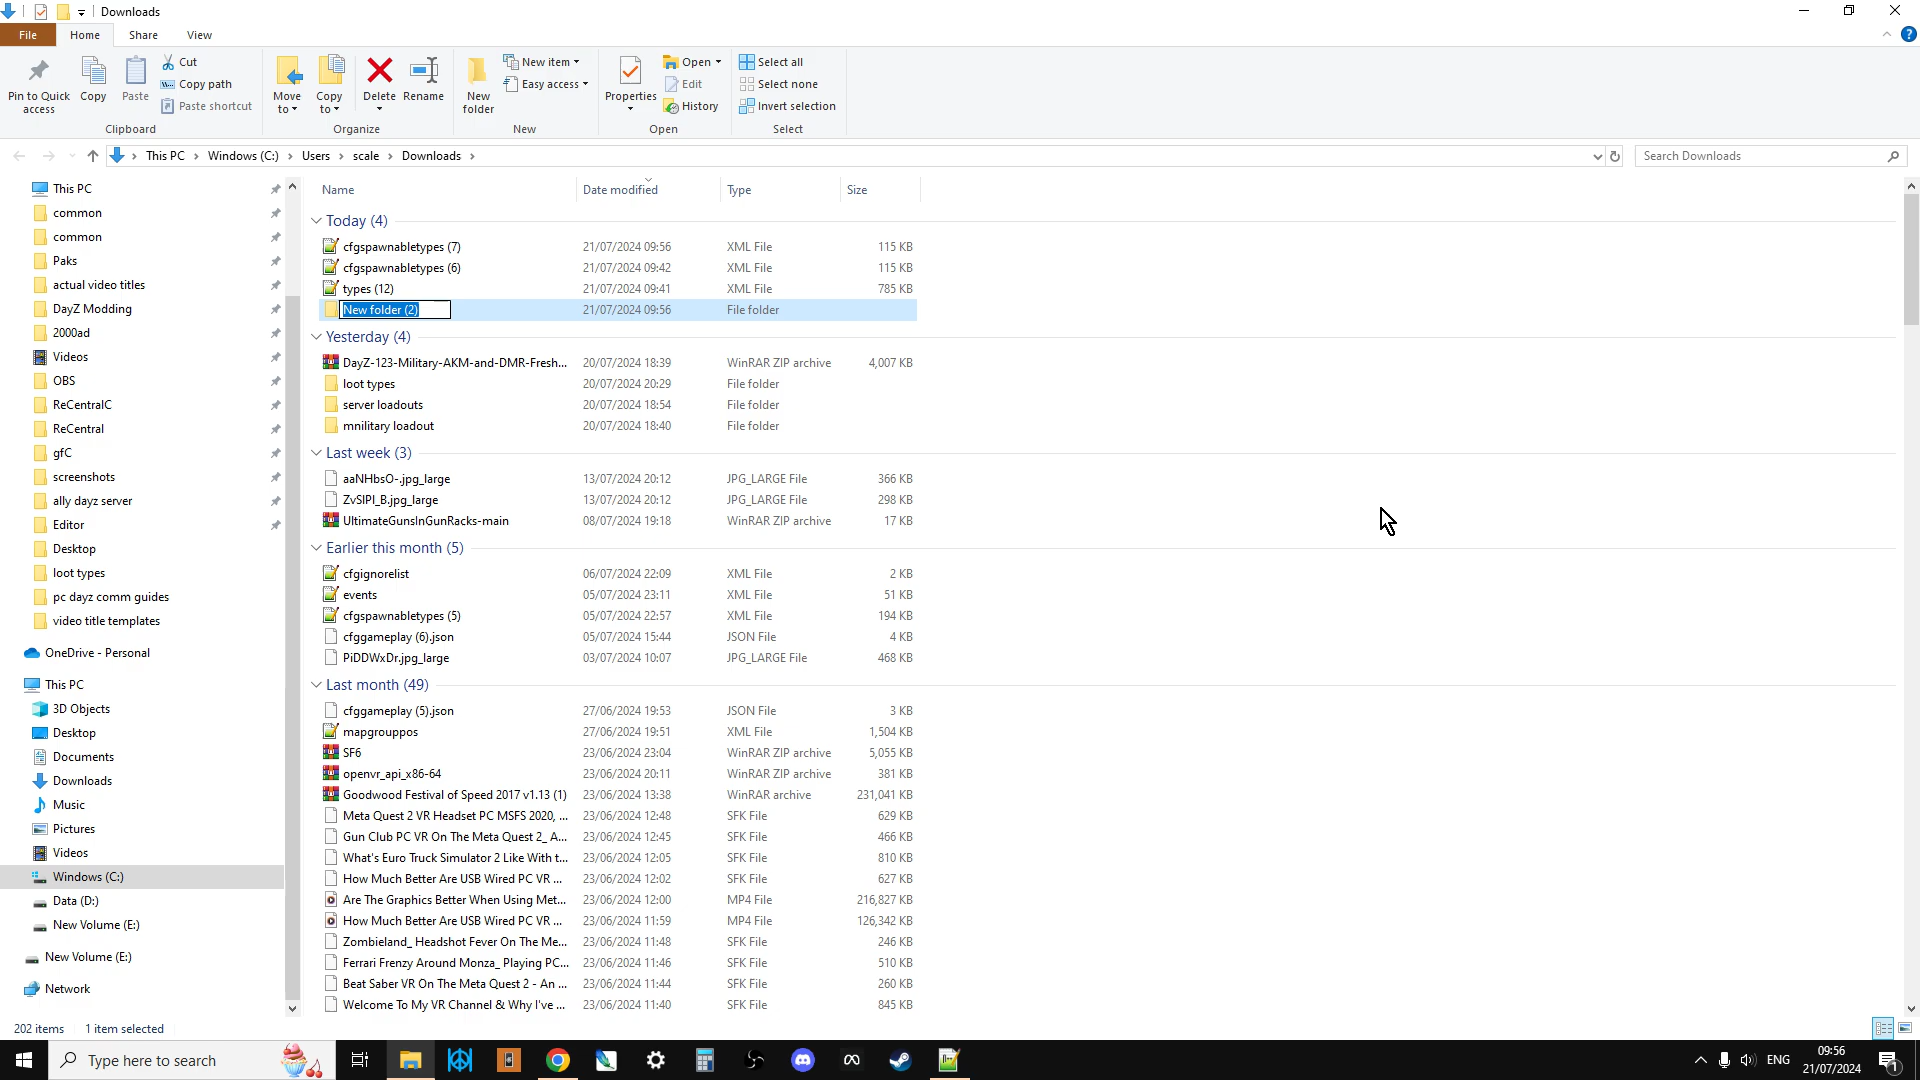 Downloads
File Home Share View
Pin to Quick access
Copy
Paste
Cut
Copy path
Paste shortcut
Clipboard
Move to
Copy to
Delete
Rename
Organize
New folder
New item
Easy access
New
Properties
Open
Edit
History
Open
Select all
Select none
Invert selection
Select
This PC Windows (C:) Users scale Downloads
Search Downloads
This PC
common
common
Paks
actual video titles
DayZ Modding
2000ad
Videos
OBS
ReCentralC
ReCentral
gfC
screenshots
ally dayz server
Editor
Desktop
loot types
pc dayz comm guides
video title templates
OneDrive - Personal
This PC
3D Objects
Desktop
Documents
Downloads
Music
Pictures
Videos
Windows (C:)
Data (D:)
New Volume (E:)
New Volume (E:)
Network
Name Date modified Type Size
Today (4)
cfgspawnabletypes (7) 21/07/2024 09:56 XML File 115 KB
cfgspawnabletypes (6) 21/07/2024 09:42 XML File 115 KB
types (12) 21/07/2024 09:41 XML File 785 KB
New folder (2) 21/07/2024 09:56 File folder
Yesterday (4)
DayZ-123-Military-AKM-and-DMR-Fresh... 20/07/2024 18:39 WinRAR ZIP archive 4,007 KB
loot types 20/07/2024 20:29 File folder
server loadouts 20/07/2024 18:54 File folder
mnilitary loadout 20/07/2024 18:40 File folder
Last week (3)
aaNHbsO-.jpg_large 13/07/2024 20:12 JPG_LARGE File 366 KB
ZvSIPI_B.jpg_large 13/07/2024 20:12 JPG_LARGE File 298 KB
UltimateGunsInGunRacks-main 08/07/2024 19:18 WinRAR ZIP archive 17 KB
Earlier this month (5)
cfgignorelist 06/07/2024 22:09 XML File 2 KB
events 05/07/2024 23:11 XML File 51 KB
cfgspawnabletypes (5) 05/07/2024 22:57 XML File 194 KB
cfggameplay (6).json 05/07/2024 15:44 JSON File 4 KB
PiDDWxDr.jpg_large 03/07/2024 10:07 JPG_LARGE File 468 KB
Last month (49)
cfggameplay (5).json 27/06/2024 19:53 JSON File 3 KB
mapgrouppos 27/06/2024 19:51 XML File 1,504 KB
SF6 23/06/2024 23:04 WinRAR ZIP archive 5,055 KB
openvr_api_x86-64 23/06/2024 20:11 WinRAR ZIP archive 381 KB
Goodwood Festival of Speed 2017 v1.13 (1) 23/06/2024 13:38 WinRAR archive 231,041 KB
Meta Quest 2 VR Headset PC MSFS 2020, ... 23/06/2024 12:48 SFK File 629 KB
Gun Club PC VR On The Meta Quest 2_ A... 23/06/2024 12:45 SFK File 466 KB
What's Euro Truck Simulator 2 Like With t... 23/06/2024 12:05 SFK File 810 KB
How Much Better Are USB Wired PC VR ... 23/06/2024 12:02 SFK File 627 KB
Are The Graphics Better When Using Met... 23/06/2024 12:00 MP4 File 216,827 KB
How Much Better Are USB Wired PC VR ... 23/06/2024 11:59 MP4 File 126,342 KB
Zombieland_ Headshot Fever On The Me... 23/06/2024 11:48 SFK File 246 KB
Ferrari Frenzy Around Monza_ Playing PC... 23/06/2024 11:46 SFK File 510 KB
Beat Saber VR On The Meta Quest 2 - An ... 23/06/2024 11:44 SFK File 260 KB
Welcome To My VR Channel & Why I've ... 23/06/2024 11:40 SFK File 845 KB
202 items 1 item selected
Type here to search
ENG
09:56
21/07/2024
1